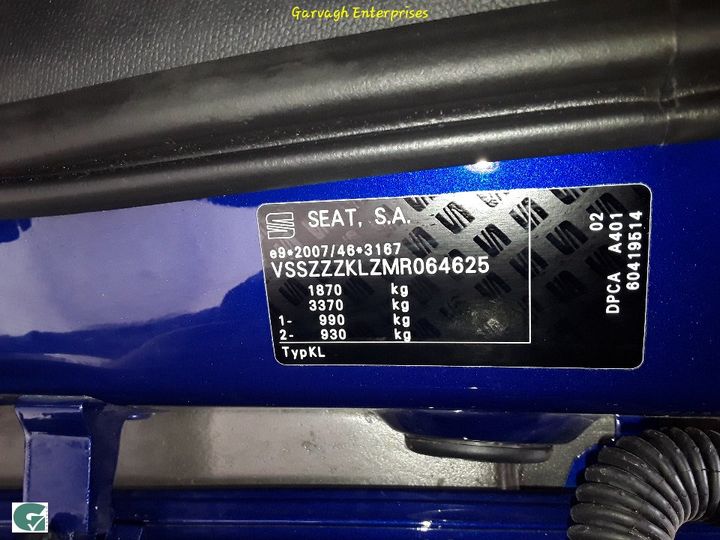 Garvagh Enterprises
SEAT, S.A.
e9*2007/46*3167
VSSZZZKLZMR064625
1870 kg
3370 kg
1- 990 kg
2- 930 kg
TypKL
02
DPCA A401
60419514